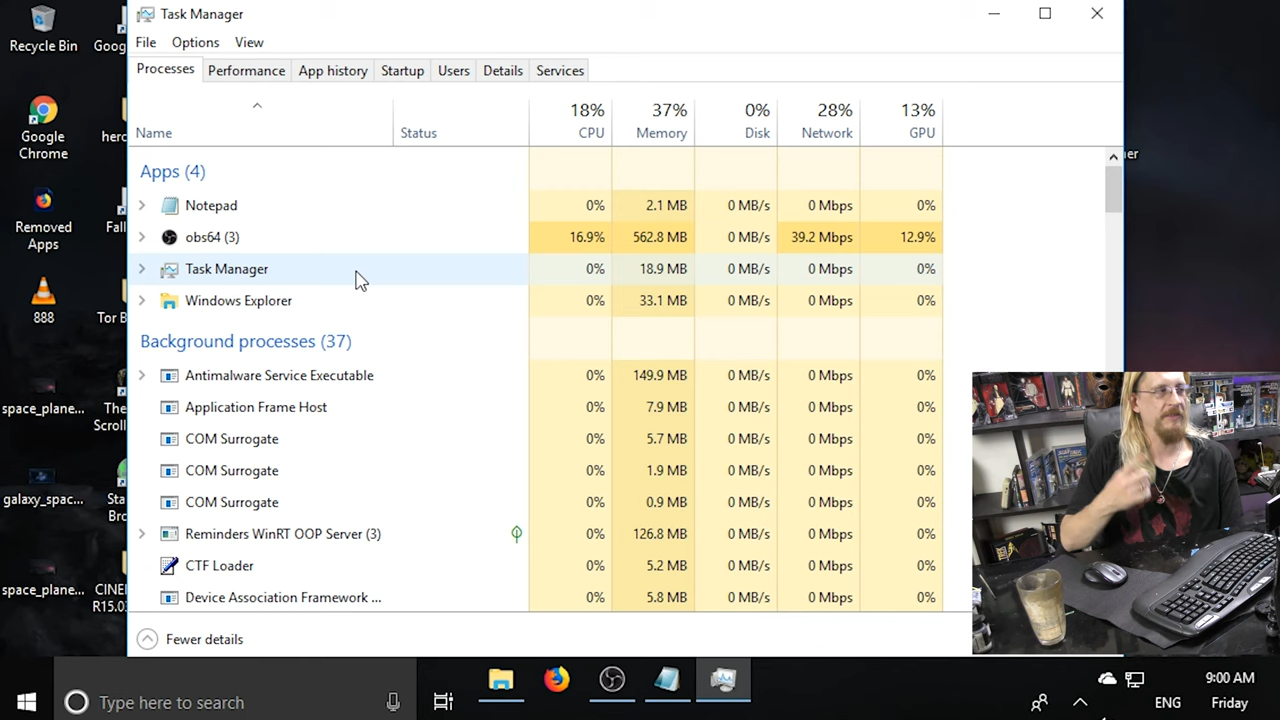 Task Manager
File Options View
Processes Performance App history Startup Users Details Services
18% 37% 0% 28% 13%
Name Status CPU Memory Disk Network GPU
Apps (4)
Notepad 0% 2.1 MB 0 MB/s 0 Mbps 0%
obs64 (3) 16.9% 562.8 MB 0 MB/s 39.2 Mbps 12.9%
Task Manager 0% 18.9 MB 0 MB/s 0 Mbps 0%
Windows Explorer 0% 33.1 MB 0 MB/s 0 Mbps 0%
Background processes (37)
Antimalware Service Executable 0% 149.9 MB 0 MB/s 0 Mbps 0%
Application Frame Host 0% 7.9 MB 0 MB/s 0 Mbps 0%
COM Surrogate 0% 5.7 MB 0 MB/s 0 Mbps 0%
COM Surrogate 0% 1.9 MB 0 MB/s 0 Mbps 0%
COM Surrogate 0% 0.9 MB 0 MB/s 0 Mbps 0%
Reminders WinRT OOP Server (3) 0% 126.8 MB 0 MB/s 0 Mbps 0%
CTF Loader 0% 5.2 MB 0 MB/s 0 Mbps 0%
Device Association Framework ... 0% 5.8 MB 0 MB/s 0 Mbps 0%
Fewer details
Recycle Bin
Goog
Google
Chrome
hero
Removed
Apps
Fall
888
Tor B
space_plane...
The
Scroll
galaxy_spac...
Sta
Bro
space_plane...
CINE
R15.0
ner
Type here to search
ENG
9:00 AM
Friday